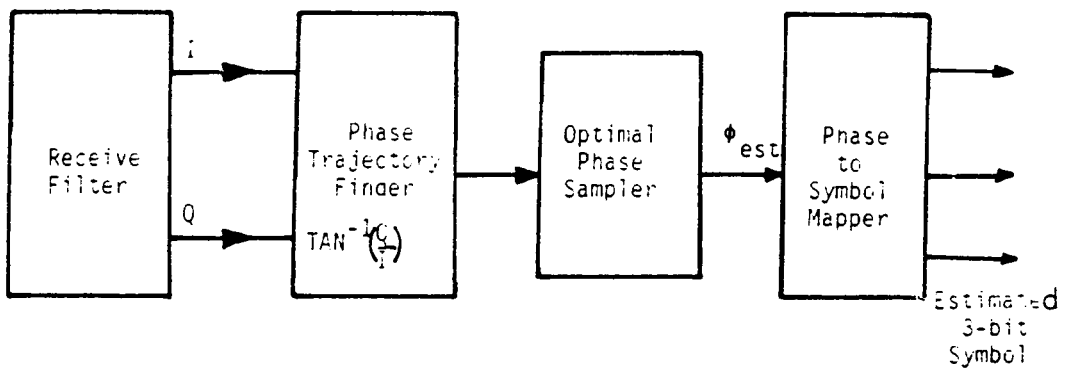 I
Q
Receive
Filter
Phase
Trajectory
Finder
TAN⁻¹(Q/I)
Optimal
Phase
Sampler
ϕest
Phase
to
Symbol
Mapper
Estimated
3-bit
Symbol